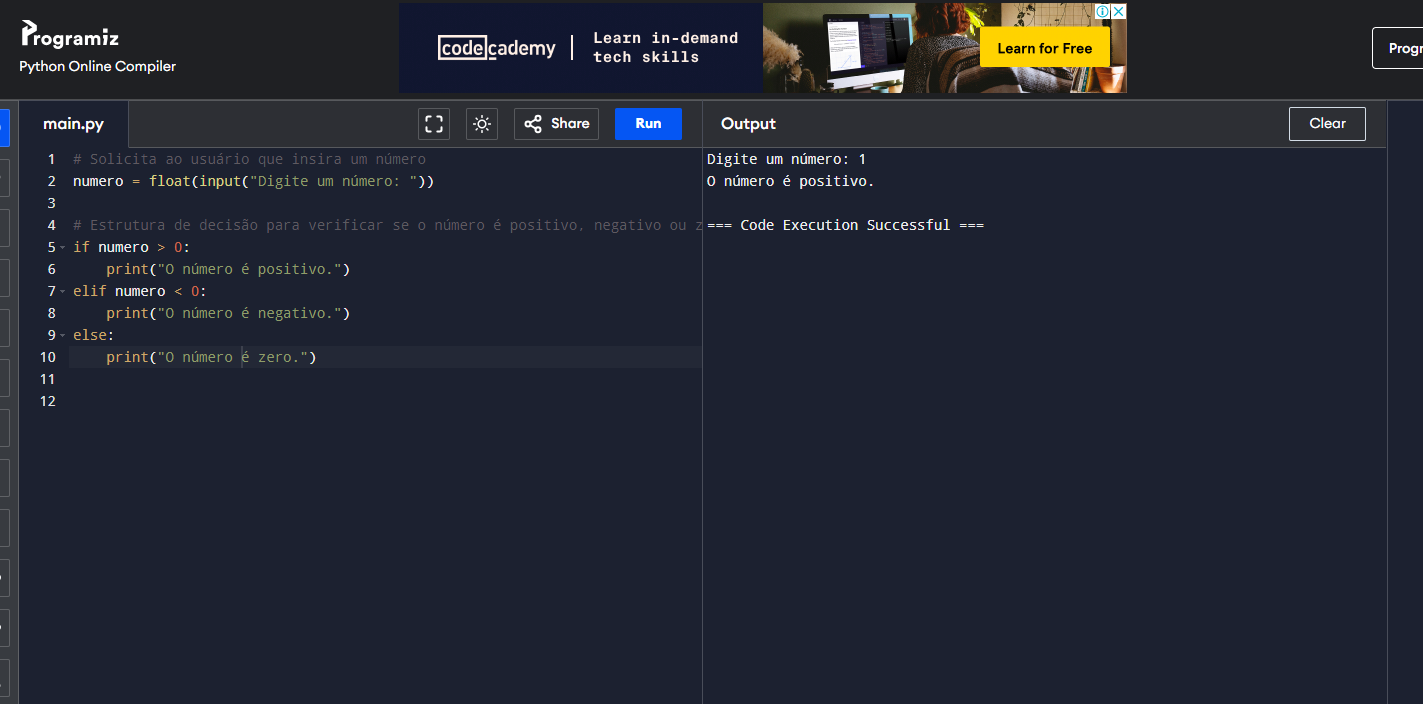 Programiz
Python Online Compiler
codecademy
Learn in-demand
tech skills
Learn for Free
Progr
main.py
Share
Run
Output
Clear
1 # Solicita ao usuário que insira um número
2 numero = float(input("Digite um número: "))
3
4 # Estrutura de decisão para verificar se o número é positivo, negativo ou z
5 if numero > 0:
6     print("O número é positivo.")
7 elif numero < 0:
8     print("O número é negativo.")
9 else:
10     print("O número é zero.")
11
12
Digite um número: 1
O número é positivo.
=== Code Execution Successful ===